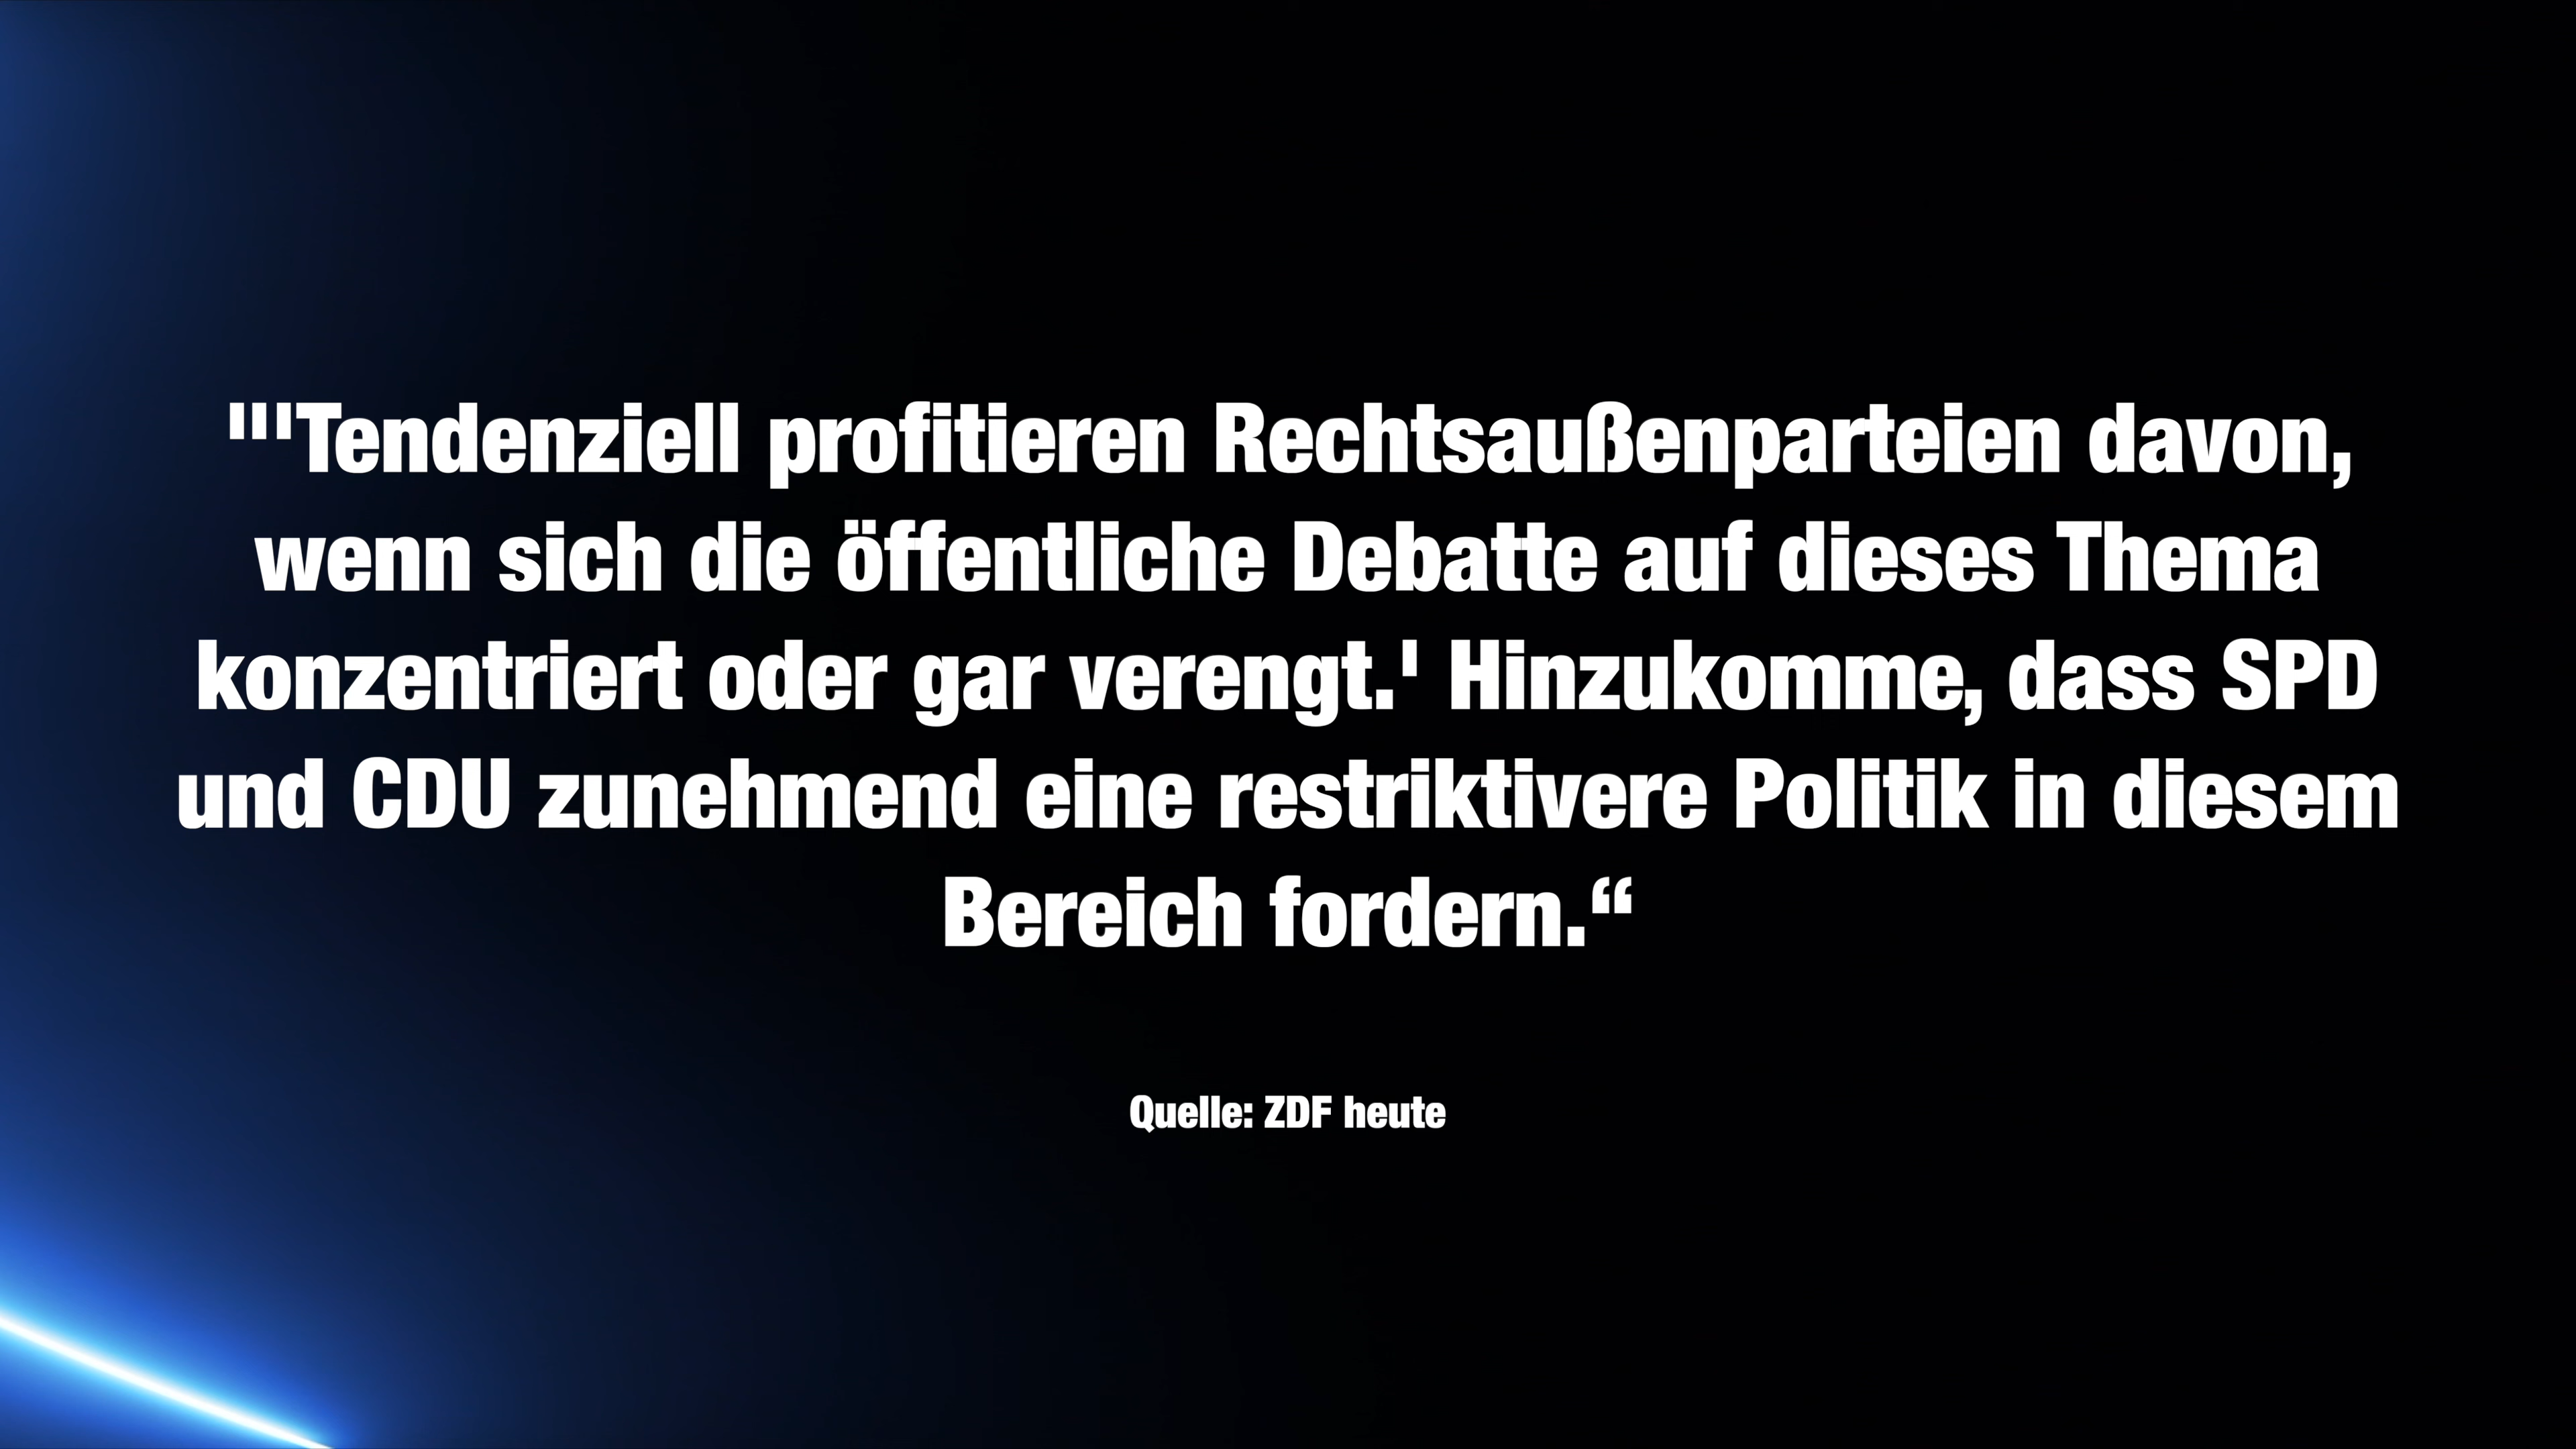 "'Tendenziell profitieren Rechtsaußenparteien davon,
wenn sich die öffentliche Debatte auf dieses Thema
konzentriert oder gar verengt.' Hinzukomme, dass SPD
und CDU zunehmend eine restriktivere Politik in diesem
Bereich fordern.“
Quelle: ZDF heute